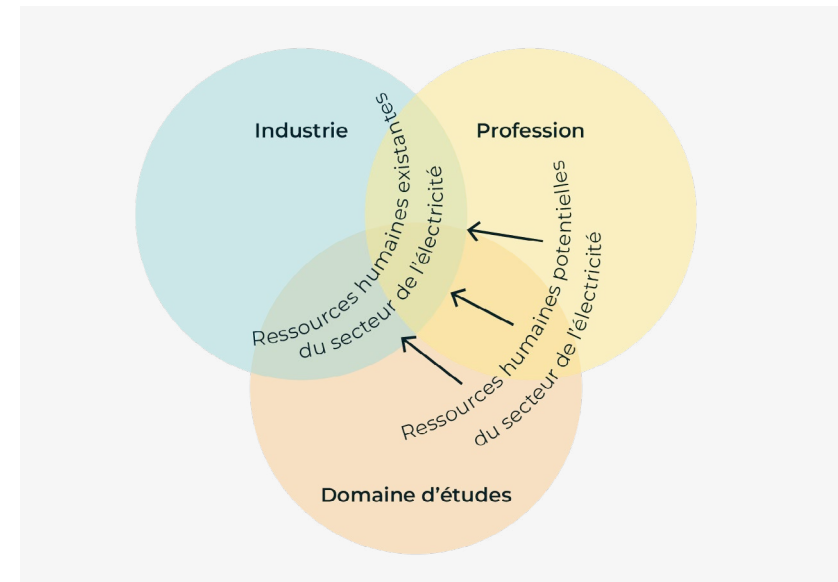 Industrie
Profession
Ressources humaines existantes
du secteur de l'électricité
Ressources humaines potentielles
du secteur de l'électricité
Domaine d'études